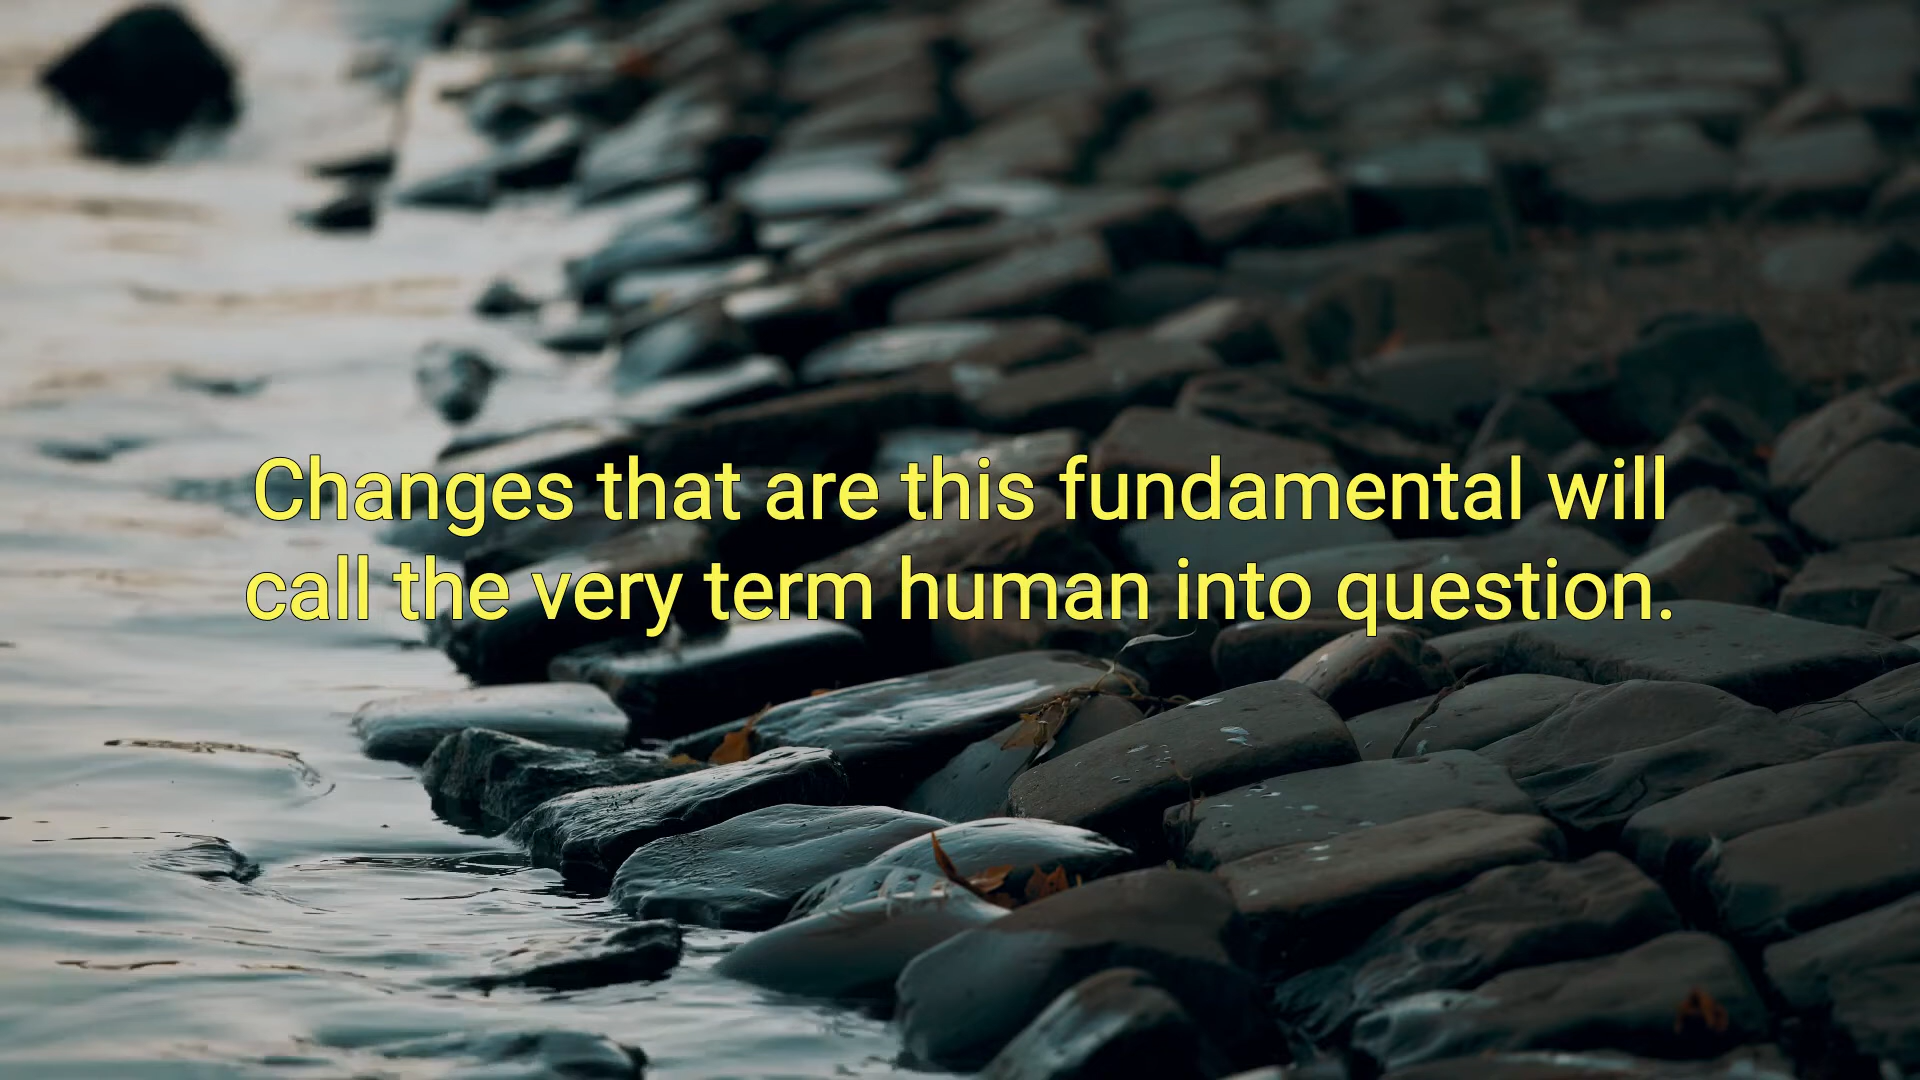 Changes that are this fundamental will
call the very term human into question.